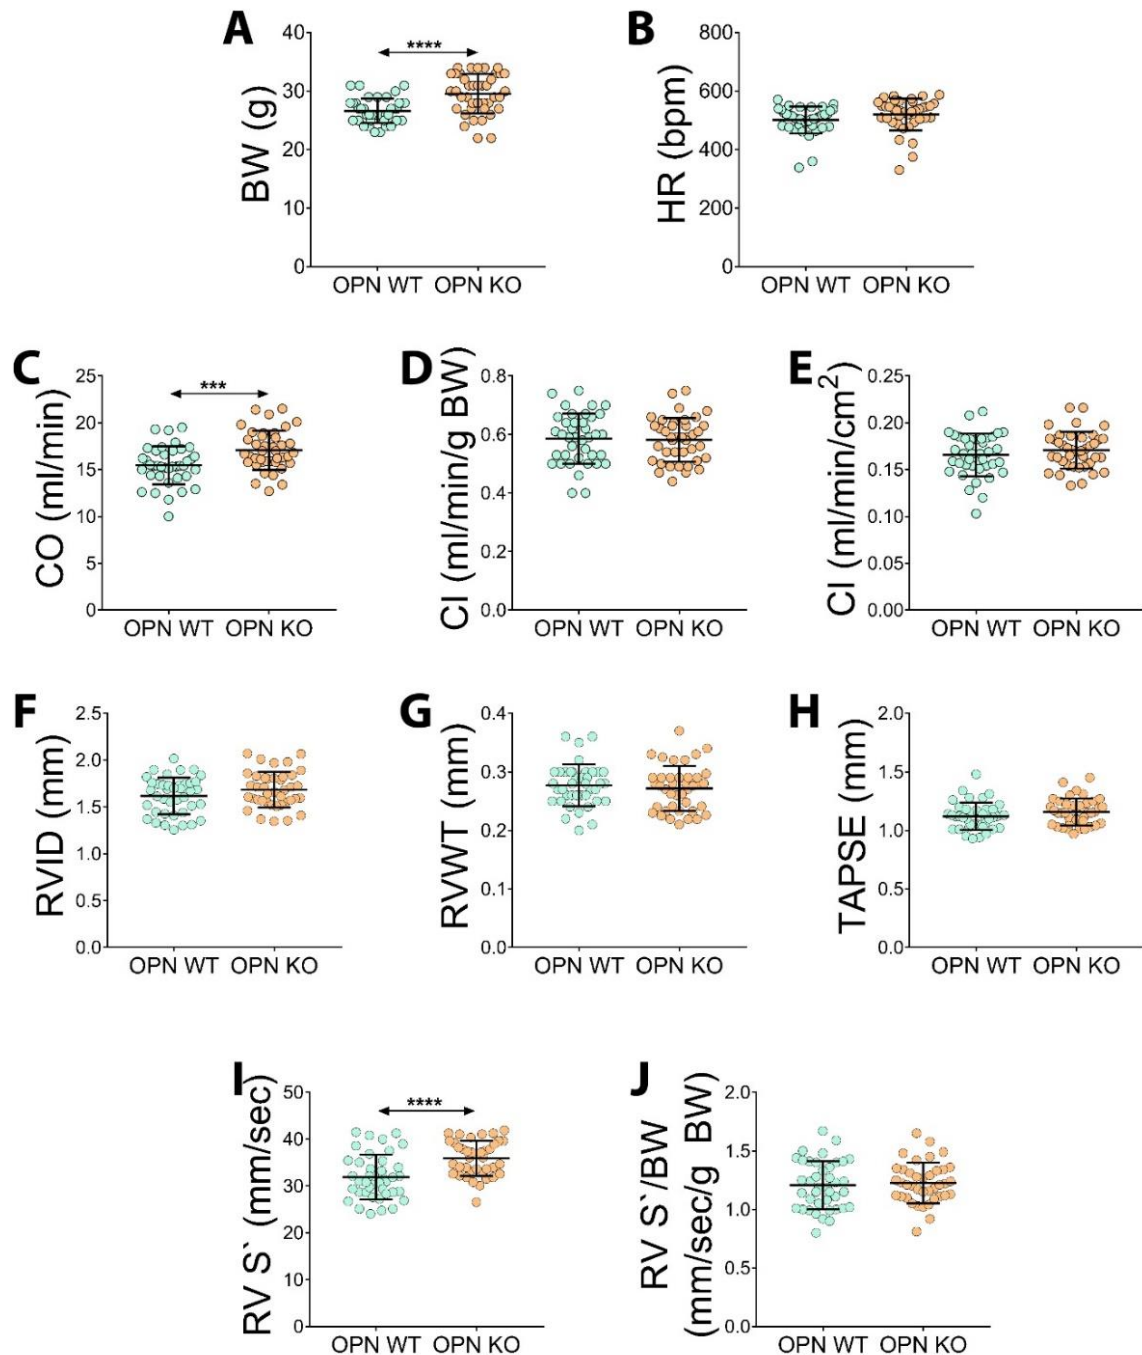 A
BW (g)
40
30
20
10
0
****
OPN WT OPN KO
B
HR (bpm)
800
600
400
200
0
OPN WT OPN KO
C
CO (ml/min)
25
20
15
10
5
0
***
OPN WT OPN KO
D
CI (ml/min/g BW)
0.8
0.6
0.4
0.2
0.0
OPN WT OPN KO
E
CI (ml/min/cm²)
0.25
0.20
0.15
0.10
0.05
0.00
OPN WT OPN KO
F
RVID (mm)
2.5
2.0
1.5
1.0
0.5
0.0
OPN WT OPN KO
G
RVWT (mm)
0.4
0.3
0.2
0.1
0.0
OPN WT OPN KO
H
TAPSE (mm)
2.0
1.5
1.0
0.5
0.0
OPN WT OPN KO
I
RV S` (mm/sec)
50
40
30
20
10
0
****
OPN WT OPN KO
J
RV S`/BW
(mm/sec/g BW)
2.0
1.5
1.0
0.5
0.0
OPN WT OPN KO